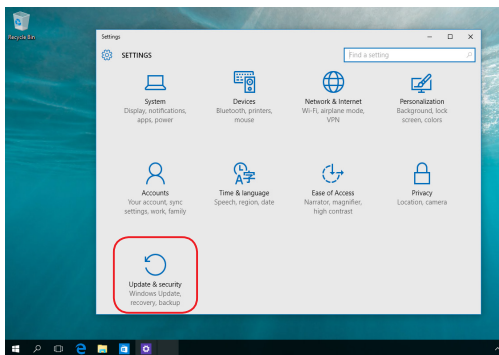 Recycle Bin
Settings
SETTINGS
Find a setting
System
Display, notifications,
apps, power
Devices
Bluetooth, printers,
mouse
Network & Internet
Wi-Fi, airplane mode,
VPN
Personalization
Background, lock
screen, colors
Accounts
Your account, sync
settings, work, family
Time & language
Speech, region, date
Ease of Access
Narrator, magnifier,
high contrast
Privacy
Location, camera
Update & security
Windows Update,
recovery, backup